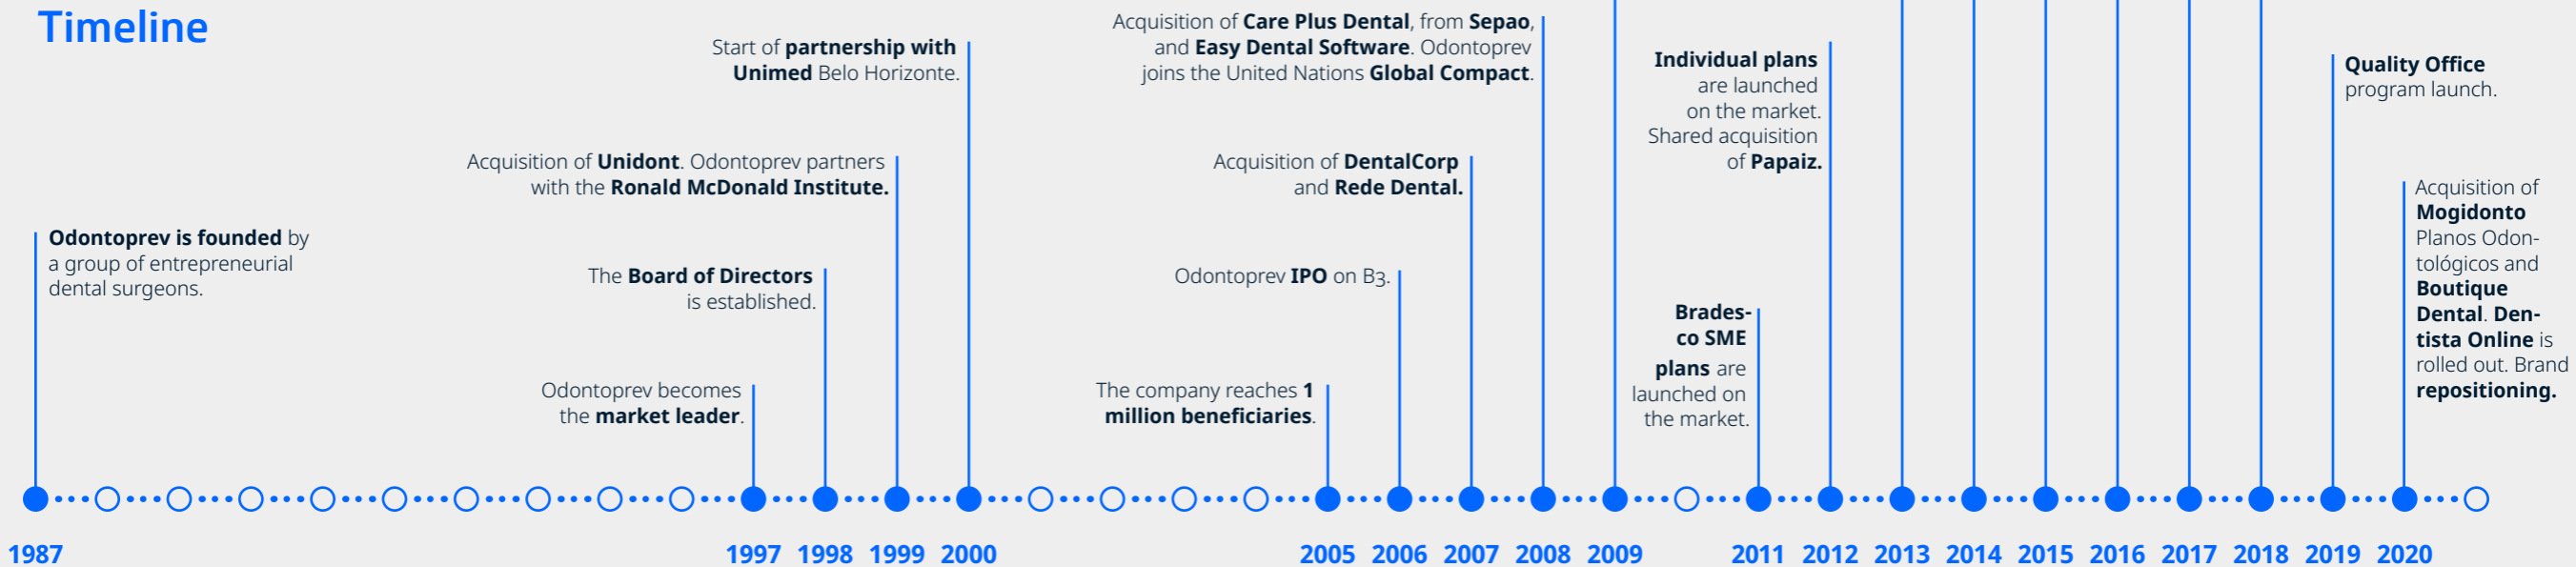 Timeline
Odontoprev is founded by
a group of entrepreneurial
dental surgeons.
Odontoprev becomes
the market leader.
The Board of Directors
is established.
Acquisition of Unidont. Odontoprev partners
with the Ronald McDonald Institute.
Start of partnership with
Unimed Belo Horizonte.
The company reaches 1
million beneficiaries.
Odontoprev IPO on B3.
Acquisition of DentalCorp
and Rede Dental.
Acquisition of Care Plus Dental, from Sepao,
and Easy Dental Software. Odontoprev
joins the United Nations Global Compact.
Brades-
co SME
plans are
launched on
the market.
Individual plans
are launched
on the market.
Shared acquisition
of Papaiz.
Quality Office
program launch.
Acquisition of
Mogidonto
Planos Odon-
tológicos and
Boutique
Dental. Den-
tista Online is
rolled out. Brand
repositioning.
1987 1997 1998 1999 2000 2005 2006 2007 2008 2009 2011 2012 2013 2014 2015 2016 2017 2018 2019 2020